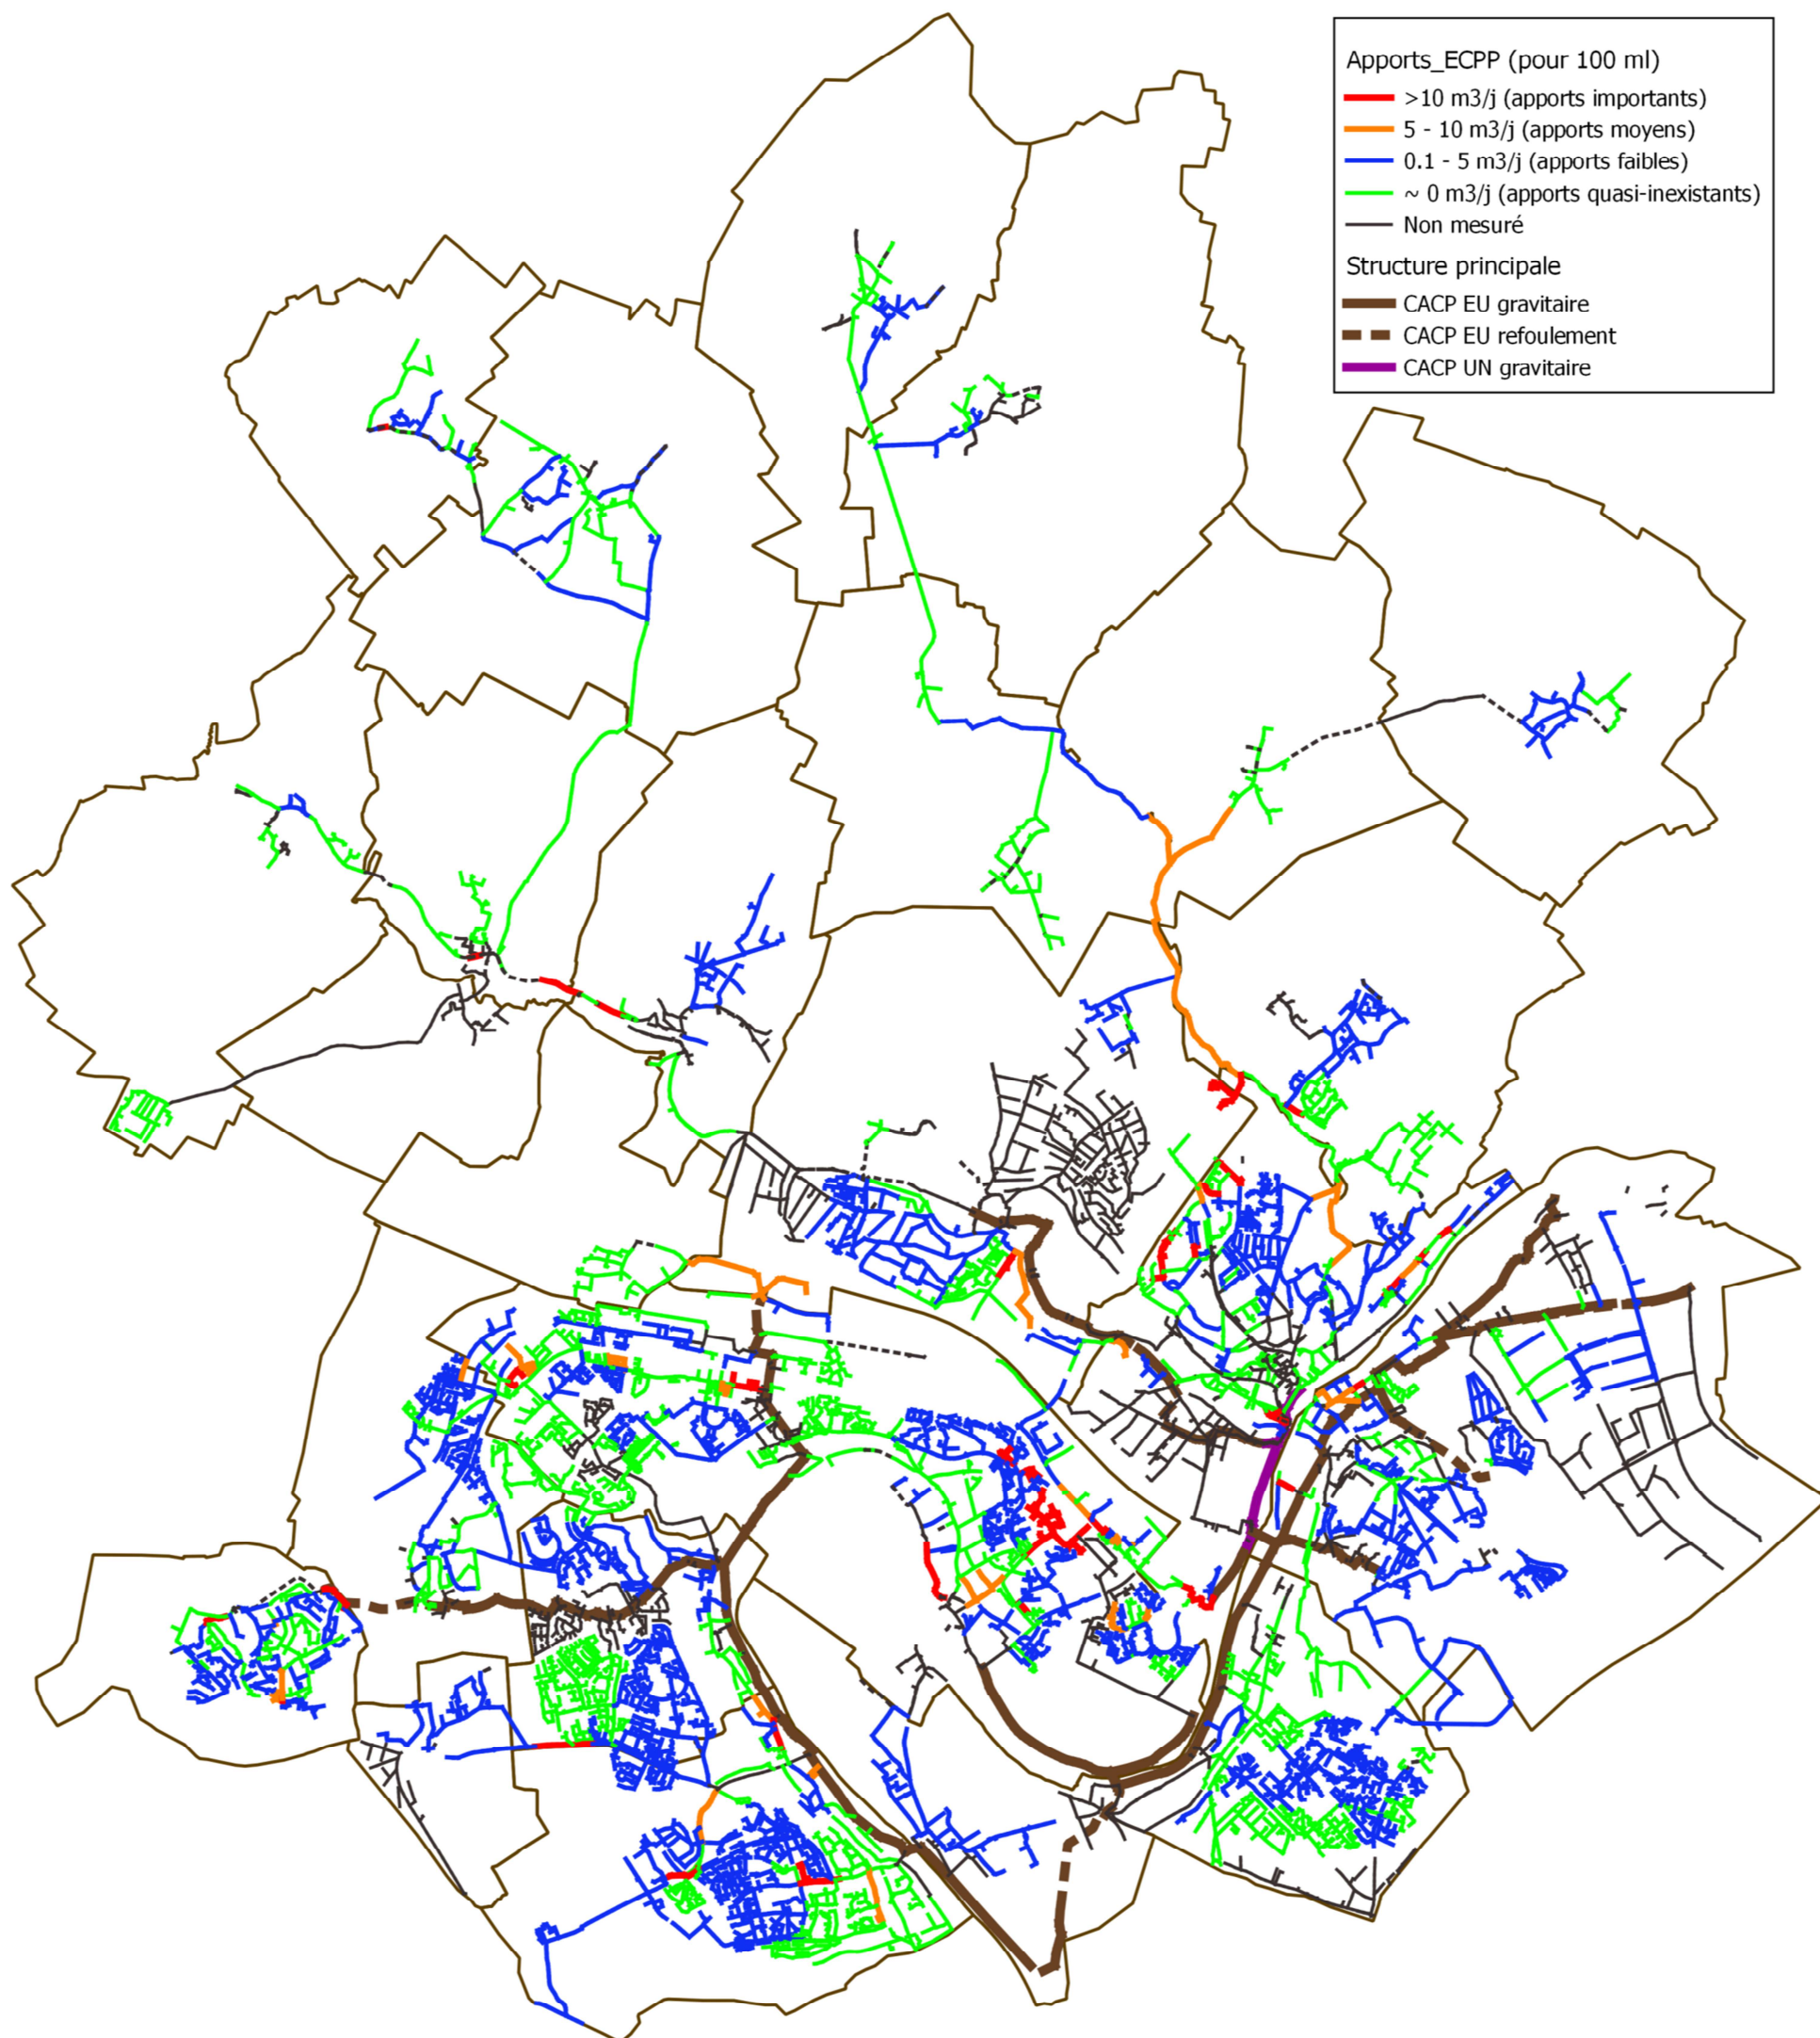 Apports_ECPP (pour 100 ml)
>10 m3/j (apports importants)
5 - 10 m3/j (apports moyens)
0.1 - 5 m3/j (apports faibles)
~ 0 m3/j (apports quasi-inexistants)
Non mesuré
Structure principale
CACP EU gravitaire
CACP EU refoulement
CACP UN gravitaire